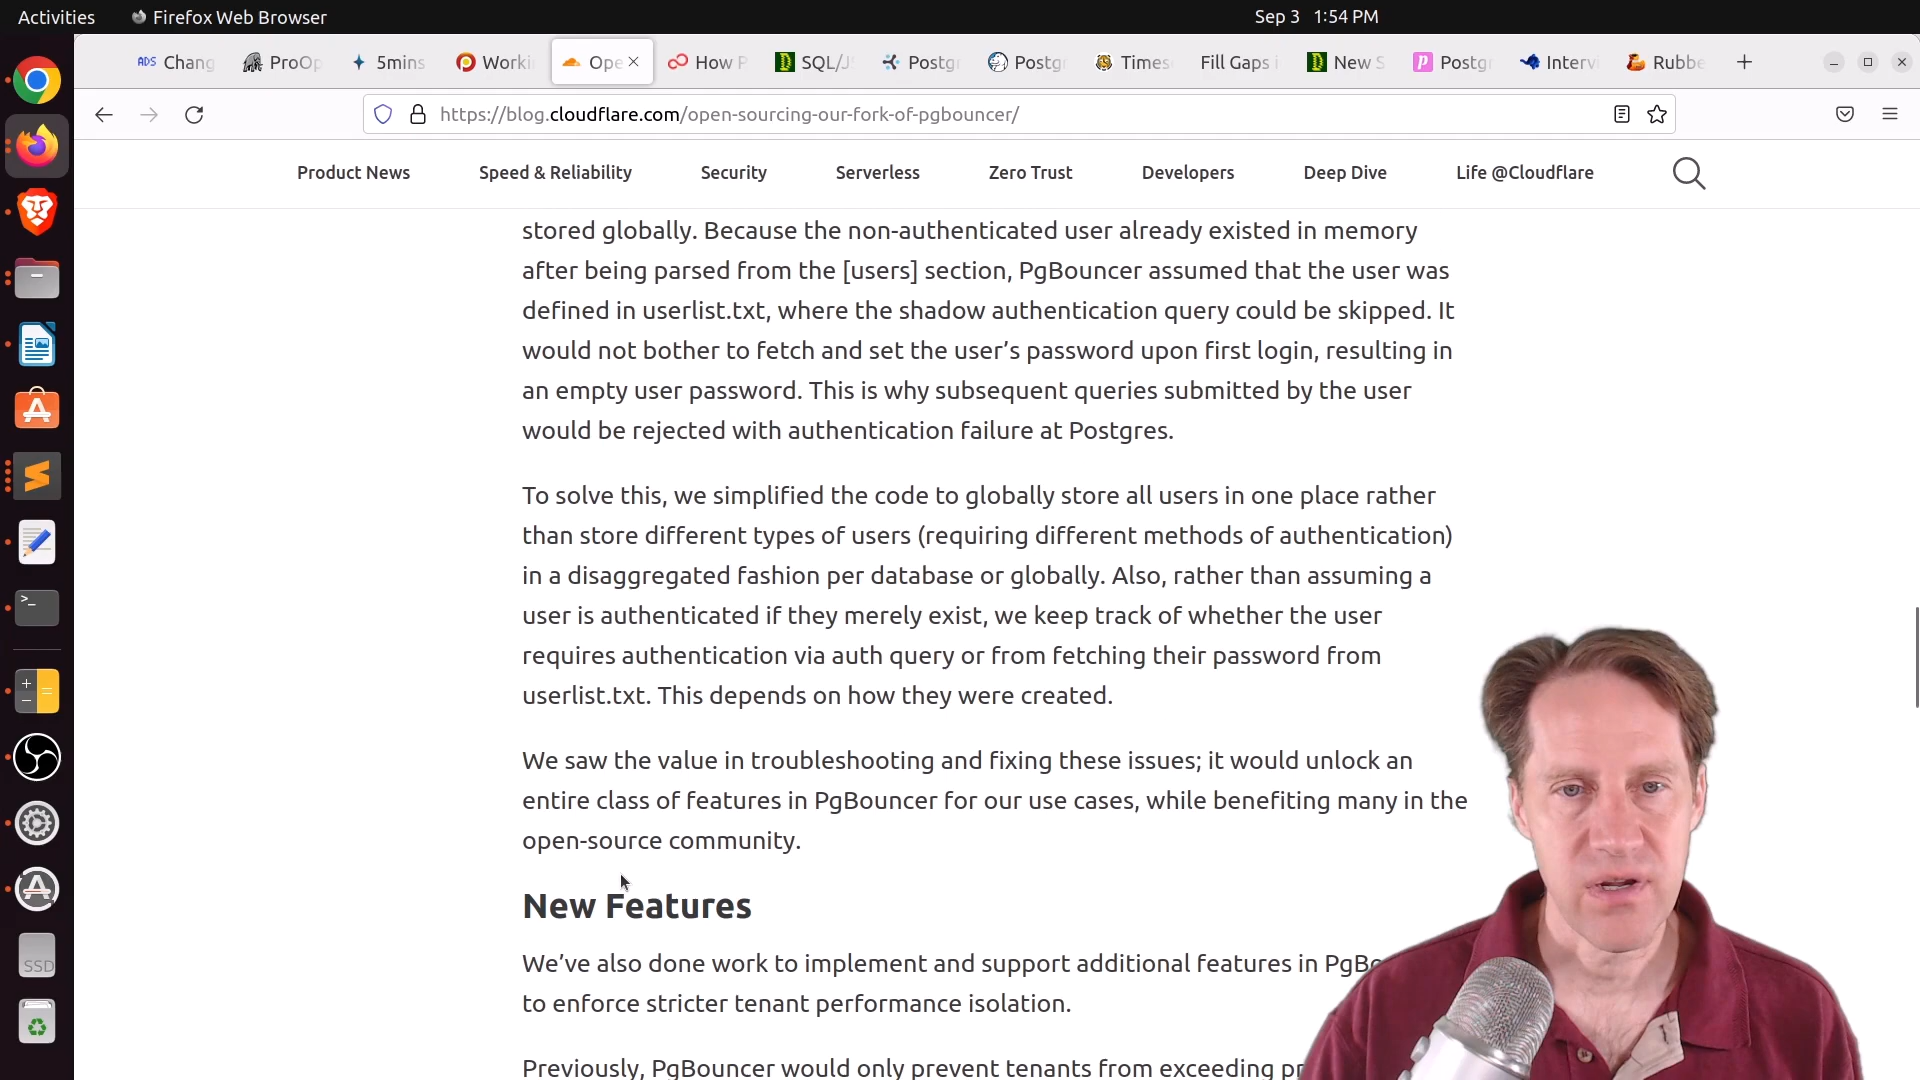 Activities
Firefox Web Browser
Sep 3 1:54 PM
ADS Chang
ProOp
5mins
Worki
Ope
How P
SQL/J
Postg
Postg
Times
Fill Gaps i
New S
Postg
Intervi
Rubbe
https://blog.cloudflare.com/open-sourcing-our-fork-of-pgbouncer/
Product News
Speed & Reliability
Security
Serverless
Zero Trust
Developers
Deep Dive
Life @Cloudflare
stored globally. Because the non-authenticated user already existed in memory
after being parsed from the [users] section, PgBouncer assumed that the user was
defined in userlist.txt, where the shadow authentication query could be skipped. It
would not bother to fetch and set the user’s password upon first login, resulting in
an empty user password. This is why subsequent queries submitted by the user
would be rejected with authentication failure at Postgres.
To solve this, we simplified the code to globally store all users in one place rather
than store different types of users (requiring different methods of authentication)
in a disaggregated fashion per database or globally. Also, rather than assuming a
user is authenticated if they merely exist, we keep track of whether the user
requires authentication via auth query or from fetching their password from
userlist.txt. This depends on how they were created.
We saw the value in troubleshooting and fixing these issues; it would unlock an
entire class of features in PgBouncer for our use cases, while benefiting many in the
open-source community.
New Features
We’ve also done work to implement and support additional features in PgBo
to enforce stricter tenant performance isolation.
Previously, PgBouncer would only prevent tenants from exceeding pr
SSD